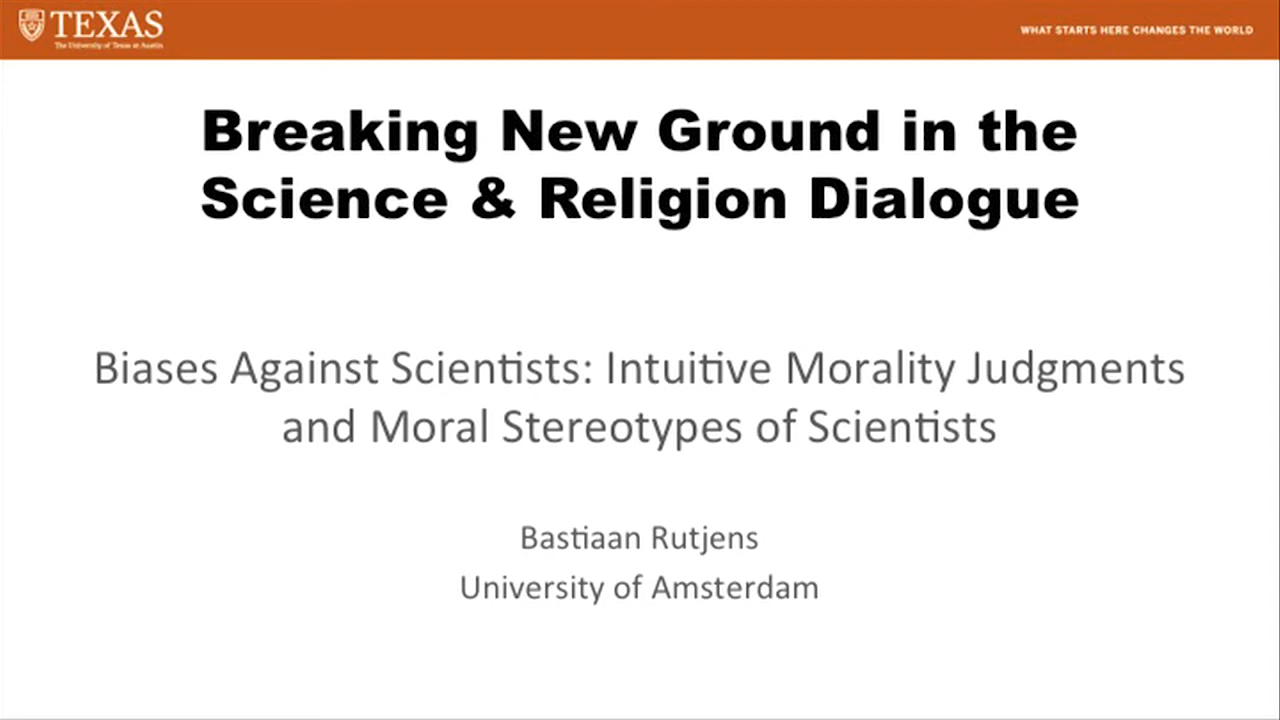 TEXAS
The University of Texas at Austin
WHAT STARTS HERE CHANGES THE WORLD
Breaking New Ground in the
Science & Religion Dialogue
Biases Against Scientists: Intuitive Morality Judgments
and Moral Stereotypes of Scientists
Bastiaan Rutjens
University of Amsterdam